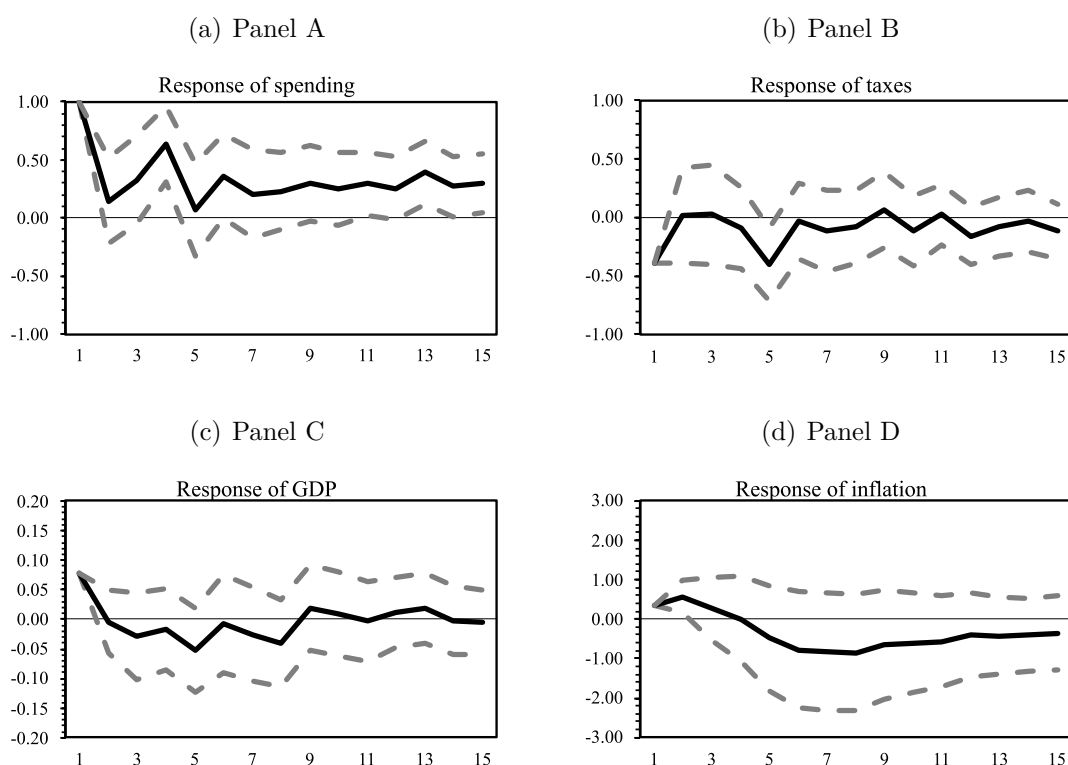 (a) Panel A
Response of spending
1.00
0.50
0.00
-0.50
-1.00
1 3 5 7 9 11 13 15
(b) Panel B
Response of taxes
1.00
0.50
0.00
-0.50
-1.00
1 3 5 7 9 11 13 15
(c) Panel C
Response of GDP
0.20
0.15
0.10
0.05
0.00
-0.05
-0.10
-0.15
-0.20
1 3 5 7 9 11 13 15
(d) Panel D
Response of inflation
3.00
2.00
1.00
0.00
-1.00
-2.00
-3.00
1 3 5 7 9 11 13 15